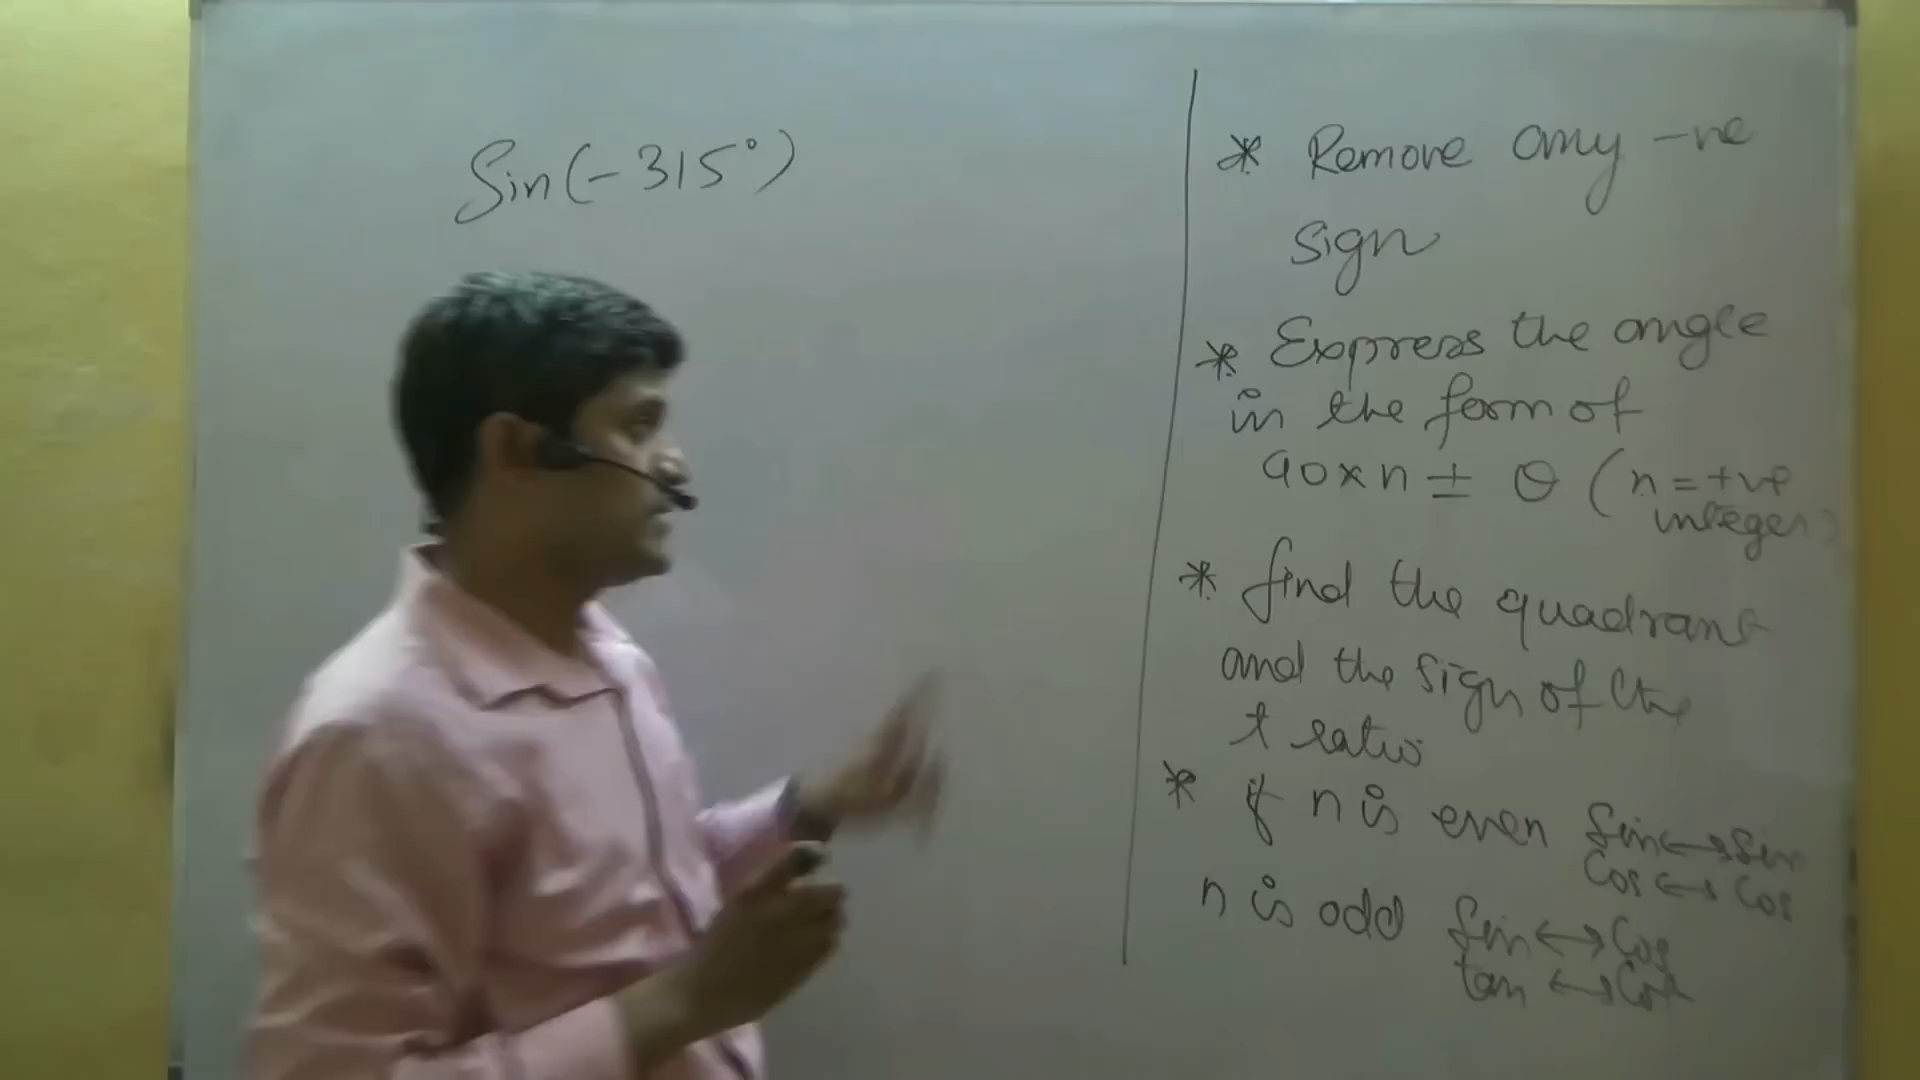 Sin(-315°)
* Remove any -ve
sign
* Express the angle
in the form of
90×n ± θ (n=+ve
integer)
* find the quadrant
and the sign of the
t ratio
* if n is even Sin↔Sin
Cos↔Cos
n is odd Sin↔Cos
tan↔Cot